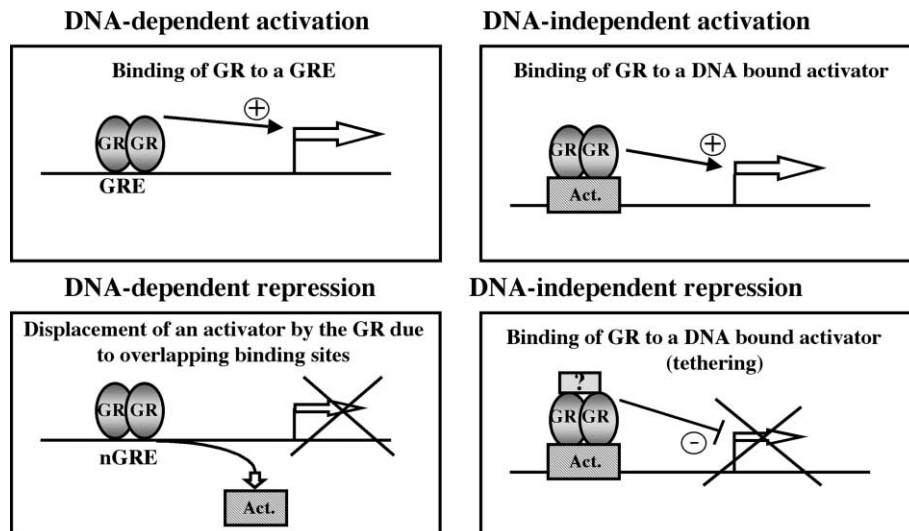 DNA-dependent activation
Binding of GR to a GRE
+
GR GR
GRE
DNA-independent activation
Binding of GR to a DNA bound activator
+
GR GR
Act.
DNA-dependent repression
Displacement of an activator by the GR due
to overlapping binding sites
GR GR
nGRE
Act.
DNA-independent repression
Binding of GR to a DNA bound activator
(tethering)
?
GR GR
−
Act.